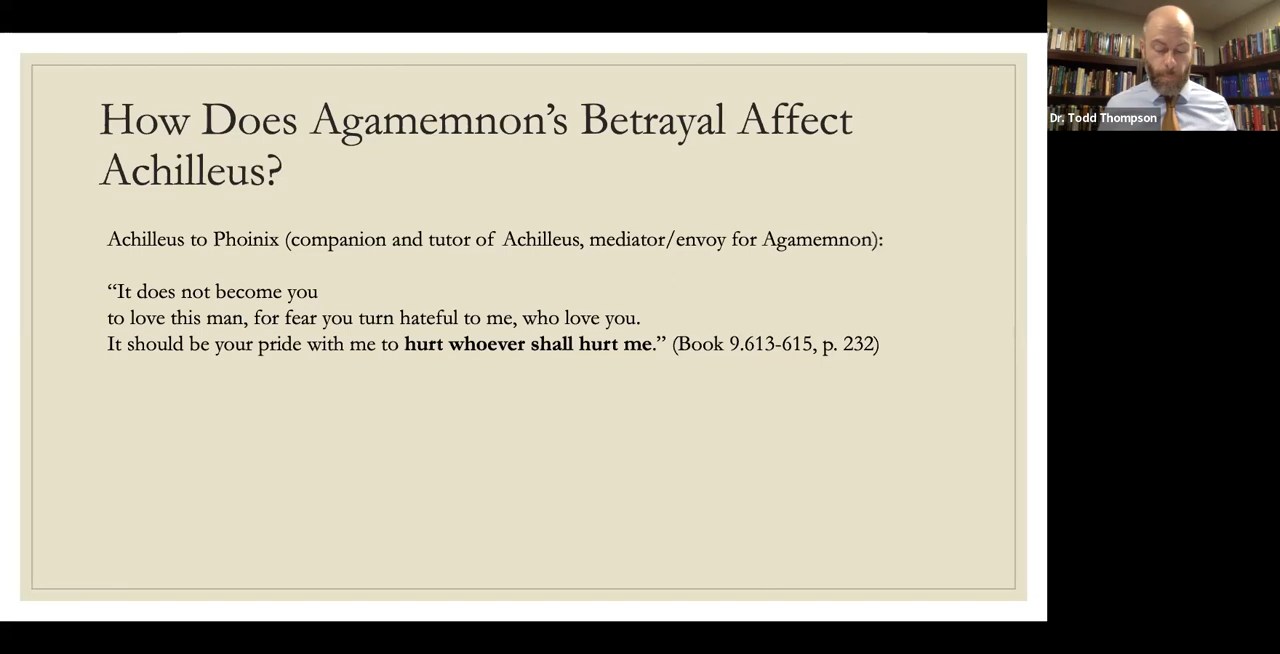 How Does Agamemnon’s Betrayal Affect
Achilleus?
Achilleus to Phoinix (companion and tutor of Achilleus, mediator/envoy for Agamemnon):
“It does not become you
to love this man, for fear you turn hateful to me, who love you.
It should be your pride with me to hurt whoever shall hurt me.” (Book 9.613-615, p. 232)
Dr. Todd Thompson